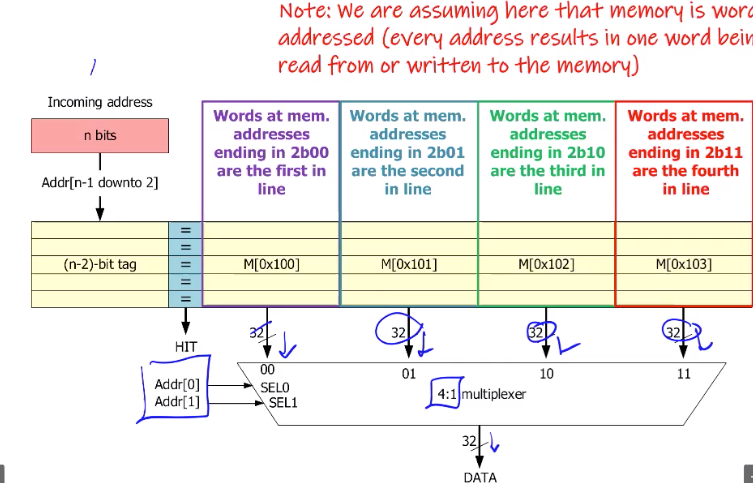 Note: We are assuming here that memory is
addressed (every address results in one word
read from or written to the memory)
Incoming address
n bits
Addr[n-1 downto 2]
Words at mem.
addresses
ending in 2b00
are the first in
line
Words at mem.
addresses
ending in 2b01
are the second
in line
Words at mem.
addresses
ending in 2b10
are the third in
line
Words at mem.
addresses
ending in 2b11
are the fourth
in line
=
=
(n-2)-bit tag = M[0x100] M[0x101] M[0x102] M[0x103]
=
=
32 32 32 32
HIT
00 01 10 11
Addr[0] SEL0
Addr[1] SEL1
4:1 multiplexer
32
DATA